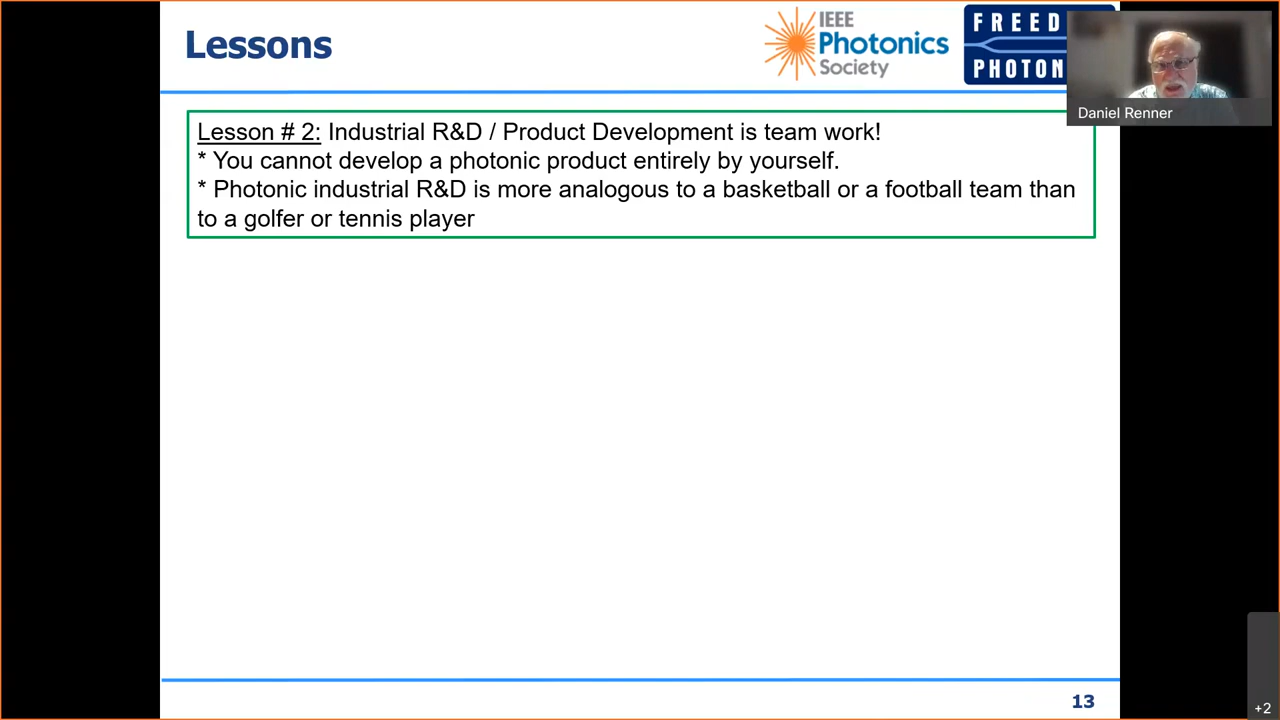 Lessons
IEEE
Photonics
Society
FREED
PHOTON
Daniel Renner
Lesson # 2: Industrial R&D / Product Development is team work!
* You cannot develop a photonic product entirely by yourself.
* Photonic industrial R&D is more analogous to a basketball or a football team than
to a golfer or tennis player
13
+2